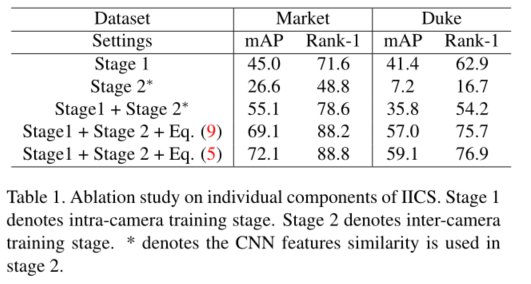 Dataset Market Duke
Settings mAP Rank-1 mAP Rank-1
Stage 1 45.0 71.6 41.4 62.9
Stage 2* 26.6 48.8 7.2 16.7
Stage1 + Stage 2* 55.1 78.6 35.8 54.2
Stage1 + Stage 2 + Eq. (9) 69.1 88.2 57.0 75.7
Stage1 + Stage 2 + Eq. (5) 72.1 88.8 59.1 76.9
Table 1. Ablation study on individual components of IICS. Stage 1
denotes intra-camera training stage. Stage 2 denotes inter-camera
training stage. * denotes the CNN features similarity is used in
stage 2.